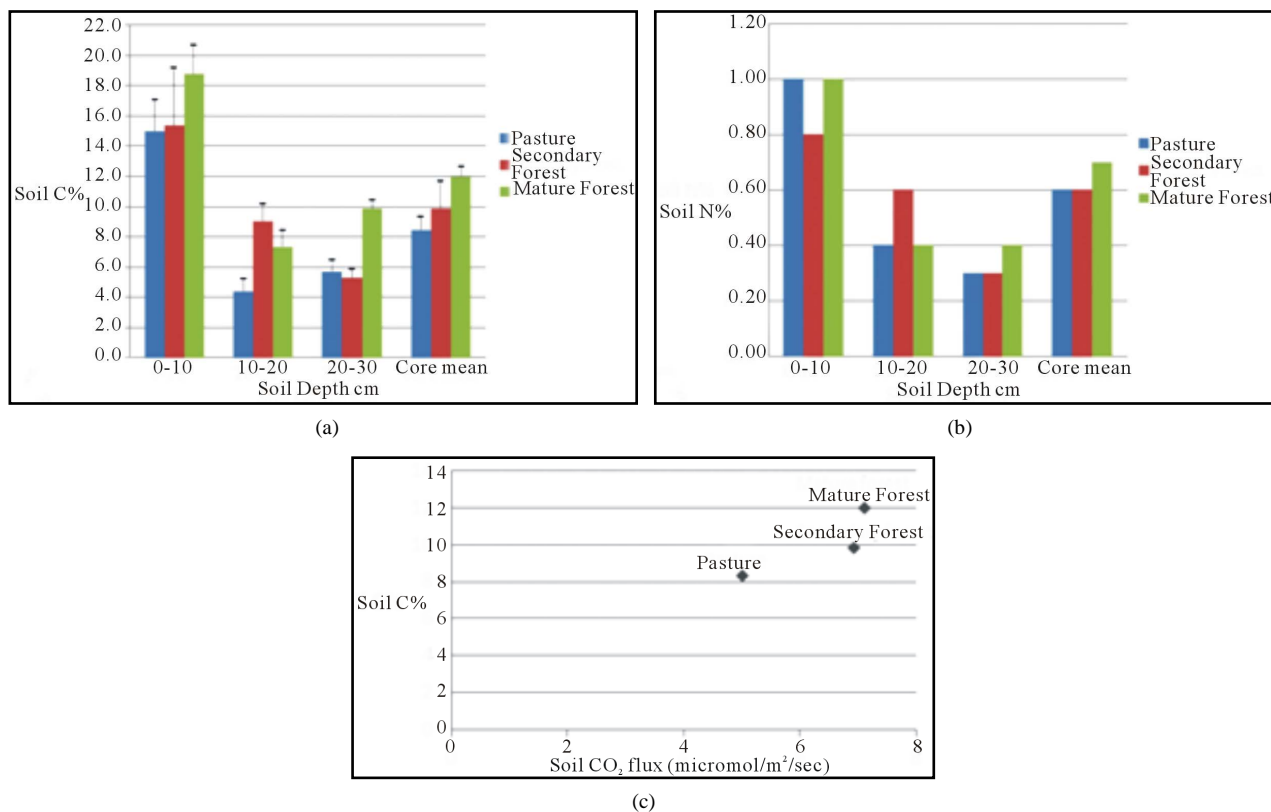 22.0
20.0
18.0
16.0
14.0
12.0
10.0
8.0
6.0
4.0
2.0
0.0
Soil C%
0-10 10-20 20-30 Core mean
Soil Depth cm
Pasture
Secondary
Forest
Mature Forest
(a)
1.20
1.00
0.80
0.60
0.40
0.20
0.00
Soil N%
0-10 10-20 20-30 Core mean
Soil Depth cm
Pasture
Secondary
Forest
Mature Forest
(b)
14
12
10
8
6
4
2
0
Soil C%
Mature Forest
Secondary Forest
Pasture
0 2 4 6 8
Soil CO₂ flux (micromol/m²/sec)
(c)